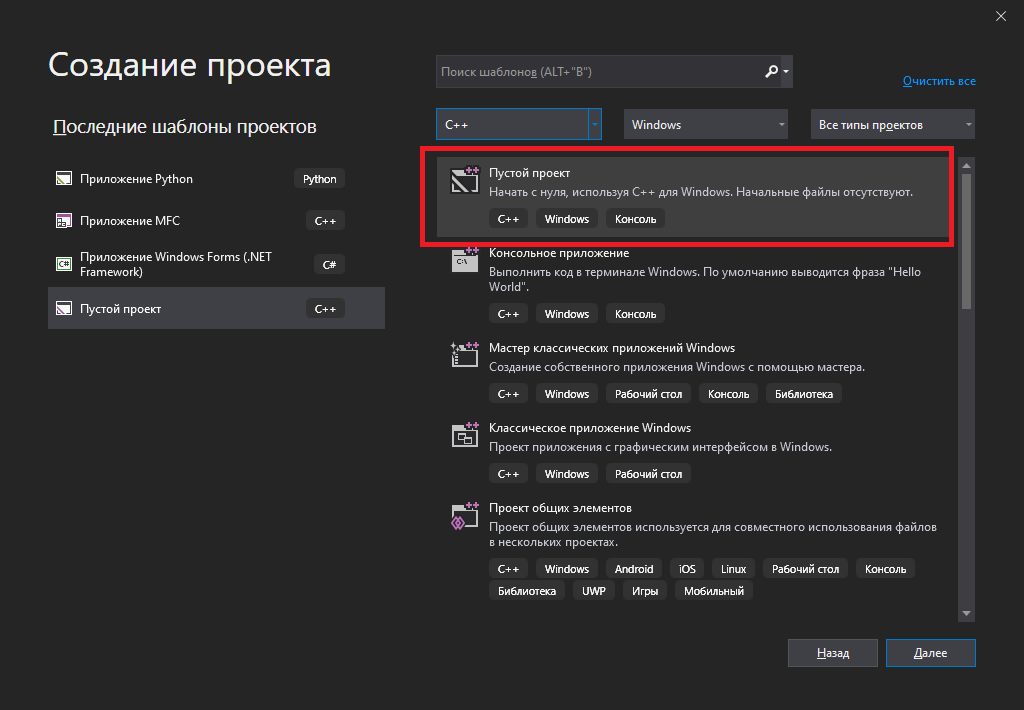 Создание проекта
Последние шаблоны проектов
Приложение Python
Python
Приложение MFC
C++
Приложение Windows Forms (.NET
Framework)
C#
Пустой проект
C++
Поиск шаблонов (ALT+"B")
Очистить все
C++
Windows
Все типы проектов
Пустой проект
Начать с нуля, используя C++ для Windows. Начальные файлы отсутствуют.
C++ Windows Консоль
Консольное приложение
Выполнить код в терминале Windows. По умолчанию выводится фраза "Hello
World".
C++ Windows Консоль
Мастер классических приложений Windows
Создание собственного приложения Windows с помощью мастера.
C++ Windows Рабочий стол Консоль Библиотека
Классическое приложение Windows
Проект приложения с графическим интерфейсом в Windows.
C++ Windows Рабочий стол
Проект общих элементов
Проект общих элементов используется для совместного использования файлов
в нескольких проектах.
C++ Windows Android iOS Linux Рабочий стол Консоль
Библиотека UWP Игры Мобильный
Назад
Далее